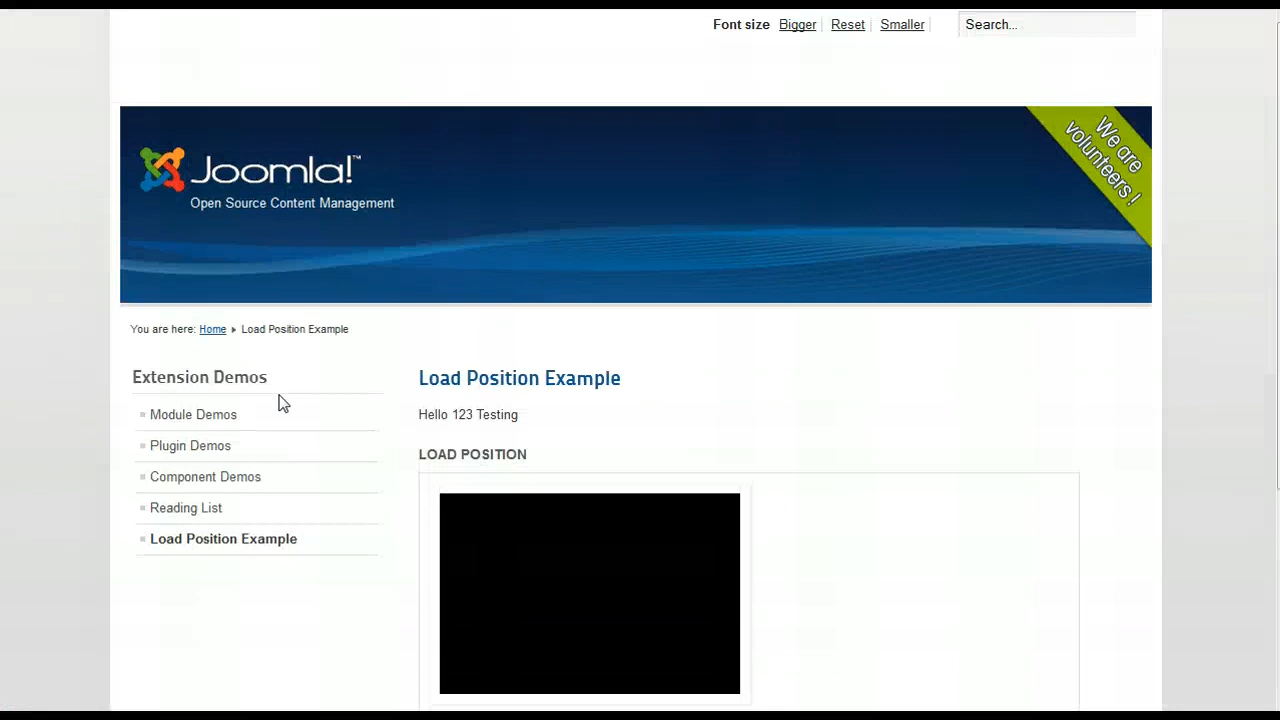 Font size Bigger Reset Smaller Search...
We are
volunteers !
Joomla!™
Open Source Content Management
You are here: Home Load Position Example
Extension Demos
Module Demos
Plugin Demos
Component Demos
Reading List
Load Position Example
Load Position Example
Hello 123 Testing
LOAD POSITION